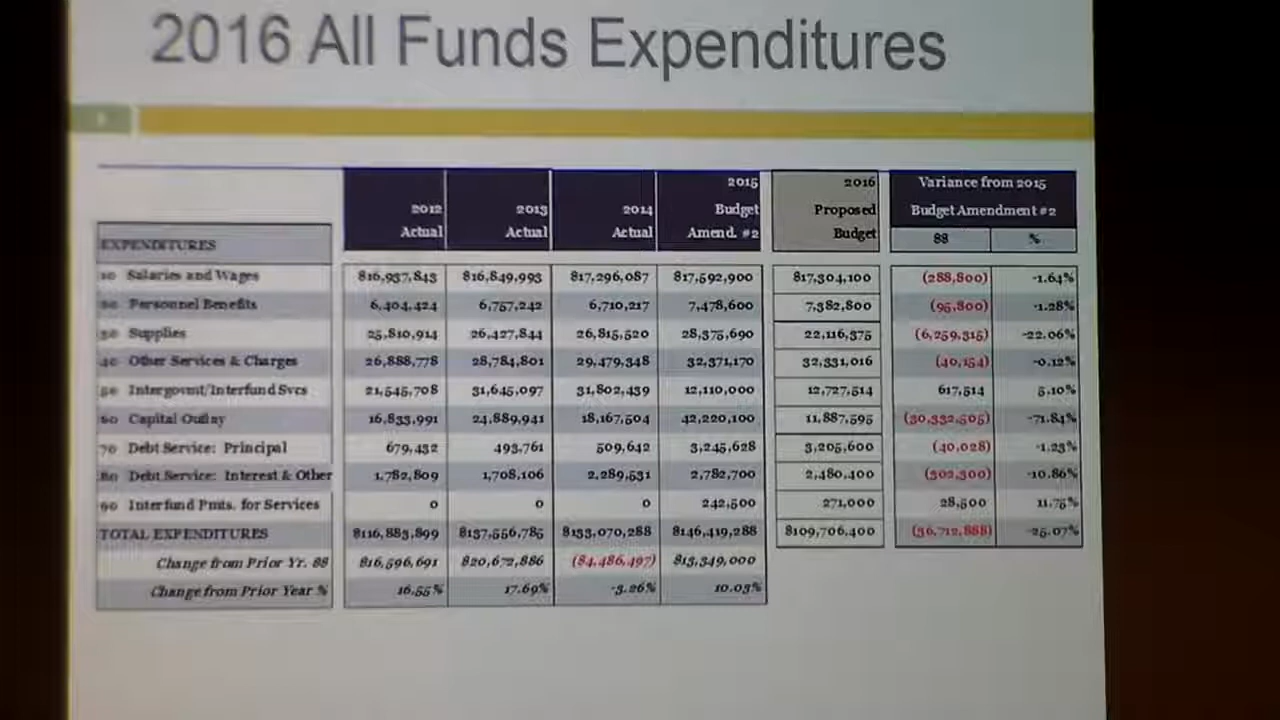 2016 All Funds Expenditures
2012 Actual 2013 Actual 2014 Actual 2015 Budget Amend. #2 2016 Proposed Budget Variance from 2015 Budget Amendment #2
EXPENDITURES $$ %
10 Salaries and Wages $16,937,843 $16,849,993 $17,296,087 $17,592,900 $17,304,100 (288,800) -1.64%
20 Personnel Benefits 6,404,424 6,757,242 6,710,217 7,478,600 7,382,800 (95,800) -1.28%
30 Supplies 25,810,914 26,427,844 26,815,520 28,375,690 22,116,375 (6,259,315) -22.06%
40 Other Services & Charges 26,888,778 28,784,801 29,479,348 32,371,170 32,331,016 (40,154) -0.12%
50 Intergovnt/Interfund Svcs 21,545,708 31,645,097 31,802,439 12,110,000 12,727,514 617,514 5.10%
60 Capital Outlay 16,833,991 24,889,941 18,167,504 42,220,100 11,887,595 (30,332,505) -71.84%
70 Debt Service: Principal 679,432 493,761 509,642 3,245,628 3,205,600 (40,028) -1.23%
80 Debt Service: Interest & Other 1,782,809 1,708,106 2,289,531 2,782,700 2,480,400 (302,300) -10.86%
90 Interfund Pmts. for Services 0 0 0 242,500 271,000 28,500 11.75%
TOTAL EXPENDITURES $116,883,899 $137,556,785 $133,070,288 $146,419,288 $109,706,400 (36,712,888) -25.07%
Change from Prior Yr. $$ $16,596,691 $20,672,886 ($4,486,497) $13,349,000
Change from Prior Year % 16.55% 17.69% -3.26% 10.03%